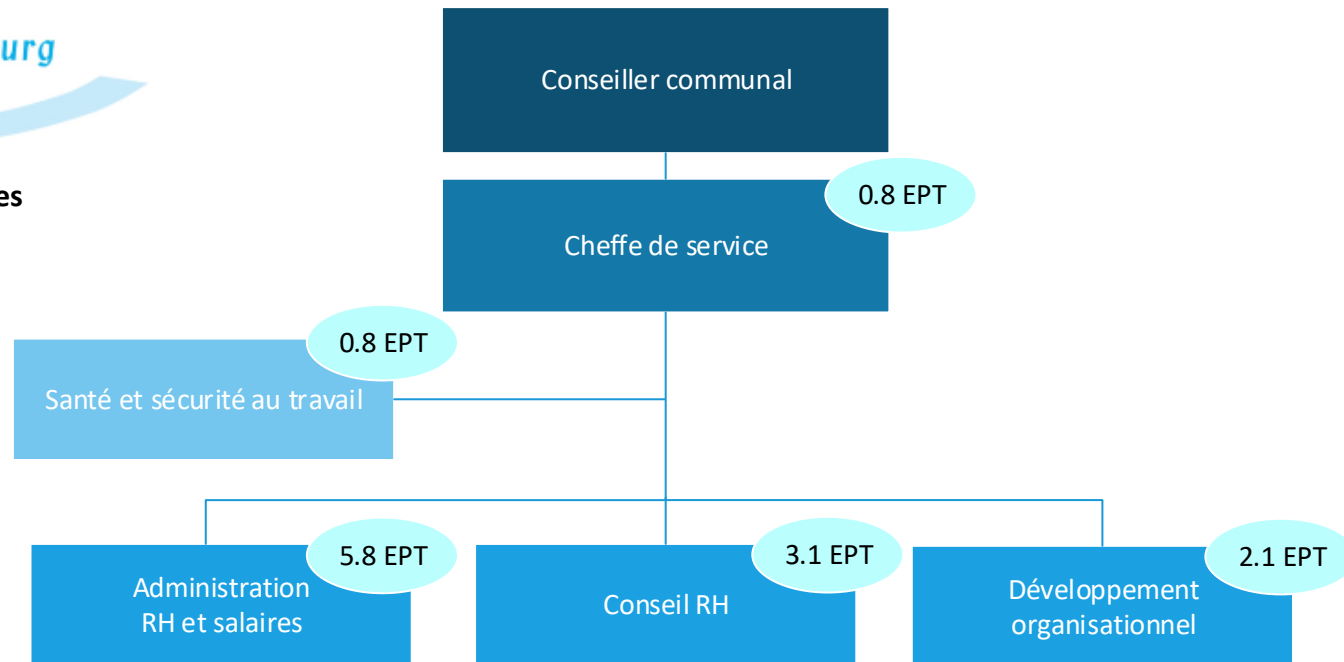 urg
Conseiller communal
es
0.8 EPT
Cheffe de service
0.8 EPT
Santé et sécurité au travail
5.8 EPT
Administration
RH et salaires
3.1 EPT
Conseil RH
2.1 EPT
Développement
organisationnel